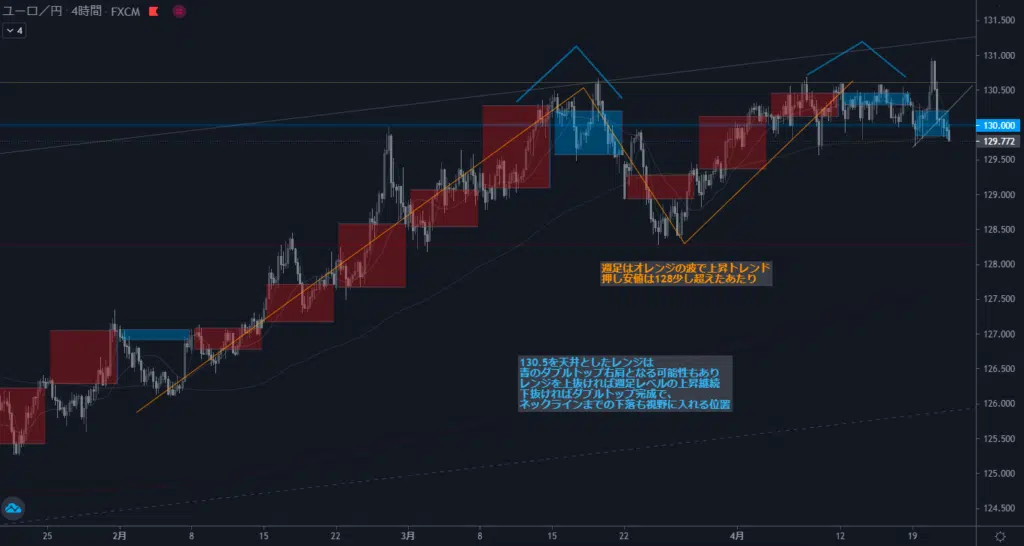 ユーロ／円 · 4時間 · FXCM
4
131.500
131.000
130.500
130.000
129.772
129.500
129.000
128.500
128.000
127.500
127.000
126.500
126.000
125.500
125.000
124.500
週足はオレンジの波で上昇トレンド
押し安値は128少し超えたあたり
130.5を天井としたレンジは
青のダブルトップ右肩となる可能性もあり
レンジを上抜ければ週足レベルの上昇継続
下抜ければダブルトップ完成で、
ネックラインまでの下落も視野に入れる位置
25
2月
8
15
22
3月
8
15
22
4月
12
19